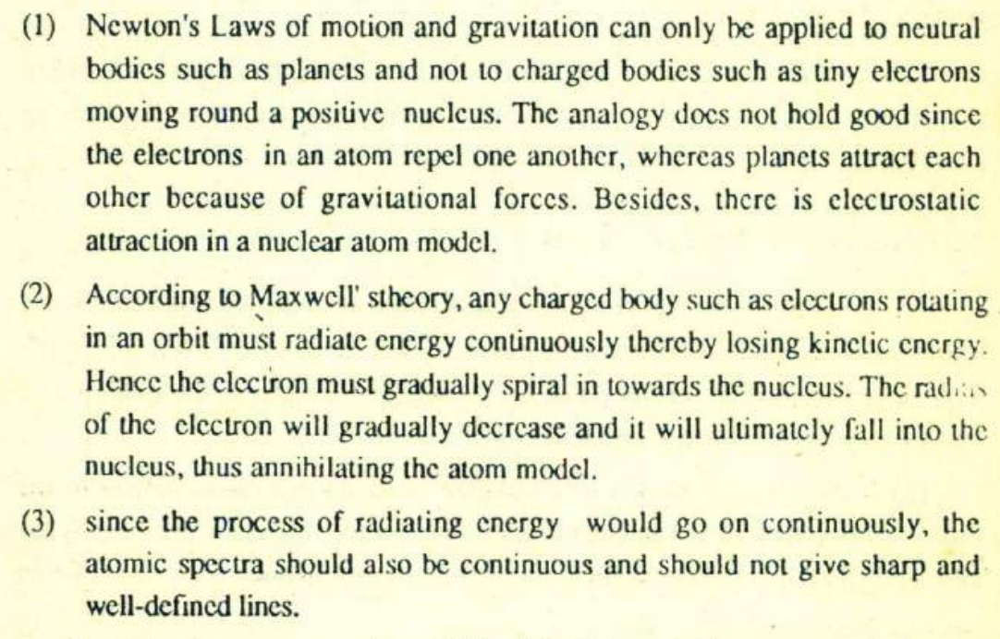 (1) Newton's Laws of motion and gravitation can only be applied to neutral
bodies such as planets and not to charged bodies such as tiny electrons
moving round a positive nucleus. The analogy does not hold good since
the electrons in an atom repel one another, whereas planets attract each
other because of gravitational forces. Besides, there is electrostatic
attraction in a nuclear atom model.
(2) According to Maxwell' stheory, any charged body such as electrons rotating
in an orbit must radiate energy continuously thereby losing kinetic energy.
Hence the electron must gradually spiral in towards the nucleus. The
of the electron will gradually decrease and it will ultimately fall into the
nucleus, thus annihilating the atom model.
(3) since the process of radiating energy would go on continuously, the
atomic spectra should also be continuous and should not give sharp and
well-defined lines.